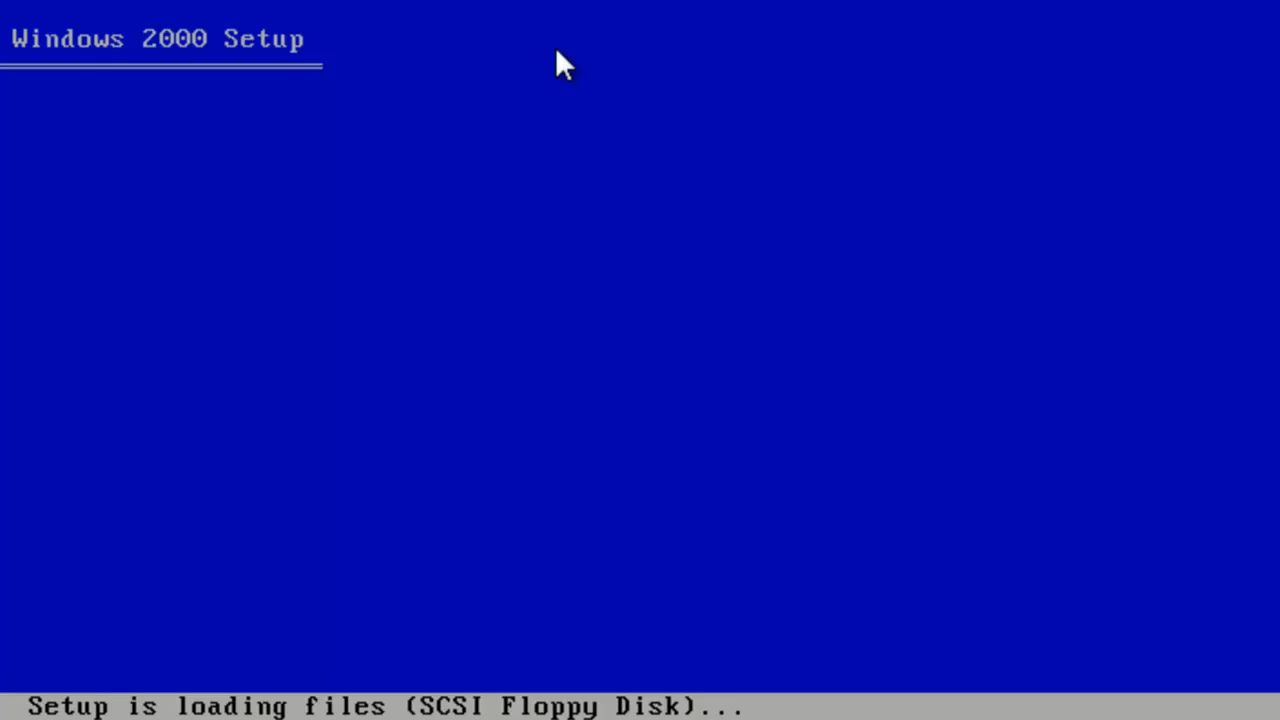 Windows 2000 Setup
Setup is loading files (SCSI Floppy Disk)...